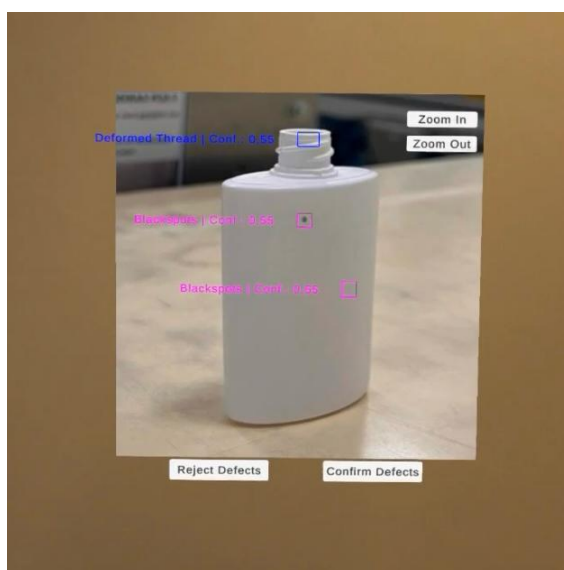 Zoom In
Deformed Thread | Conf.: 0.55
Zoom Out
Blackspots | Conf.: 0.55
Blackspots | Conf.: 0.55
Reject Defects
Confirm Defects